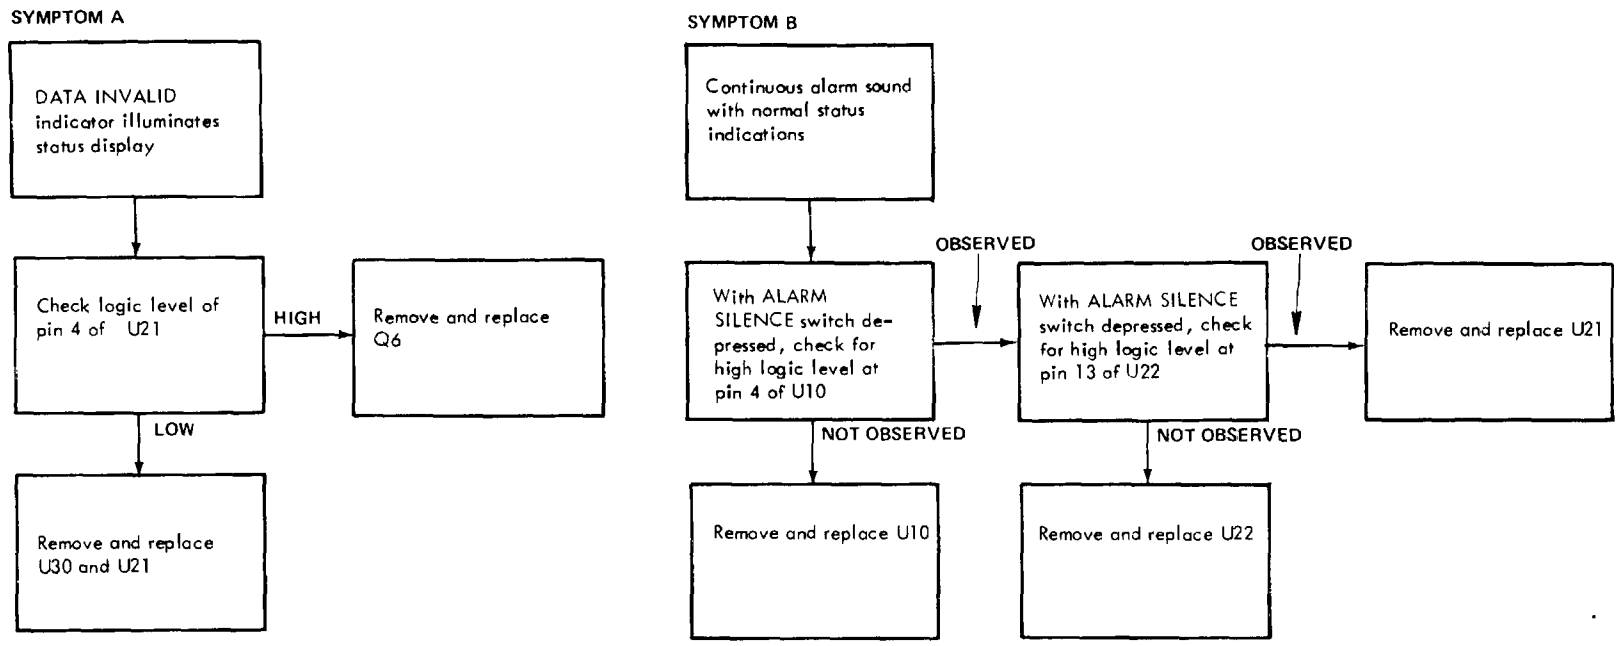 SYMPTOM A
DATA INVALID
indicator illuminates
status display
Check logic level of
pin 4 of U21
HIGH
Remove and replace
Q6
LOW
Remove and replace
U30 and U21
SYMPTOM B
Continuous alarm sound
with normal status
indications
With ALARM
SILENCE switch de-
pressed, check for
high logic level at
pin 4 of U10
OBSERVED
With ALARM SILENCE
switch depressed, check
for high logic level at
pin 13 of U22
OBSERVED
Remove and replace U21
NOT OBSERVED
Remove and replace U10
NOT OBSERVED
Remove and replace U22